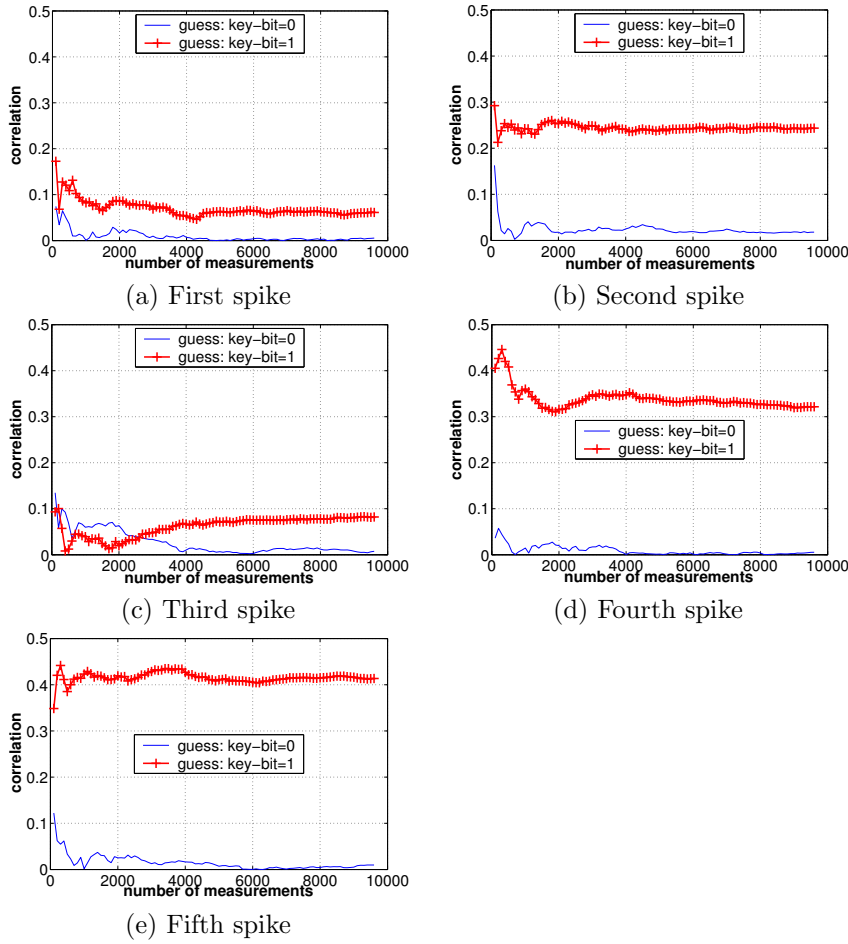 0.5
0.4
0.3
0.2
0.1
0
correlation
guess: key-bit=0
guess: key-bit=1
0 2000 4000 6000 8000 10000
number of measurements
(a) First spike
0.5
0.4
0.3
0.2
0.1
0
correlation
guess: key-bit=0
guess: key-bit=1
0 2000 4000 6000 8000 10000
number of measurements
(b) Second spike
0.5
0.4
0.3
0.2
0.1
0
correlation
guess: key-bit=0
guess: key-bit=1
0 2000 4000 6000 8000 10000
number of measurements
(c) Third spike
0.5
0.4
0.3
0.2
0.1
0
correlation
guess: key-bit=0
guess: key-bit=1
0 2000 4000 6000 8000 10000
number of measurements
(d) Fourth spike
0.5
0.4
0.3
0.2
0.1
0
correlation
guess: key-bit=0
guess: key-bit=1
0 2000 4000 6000 8000 10000
number of measurements
(e) Fifth spike